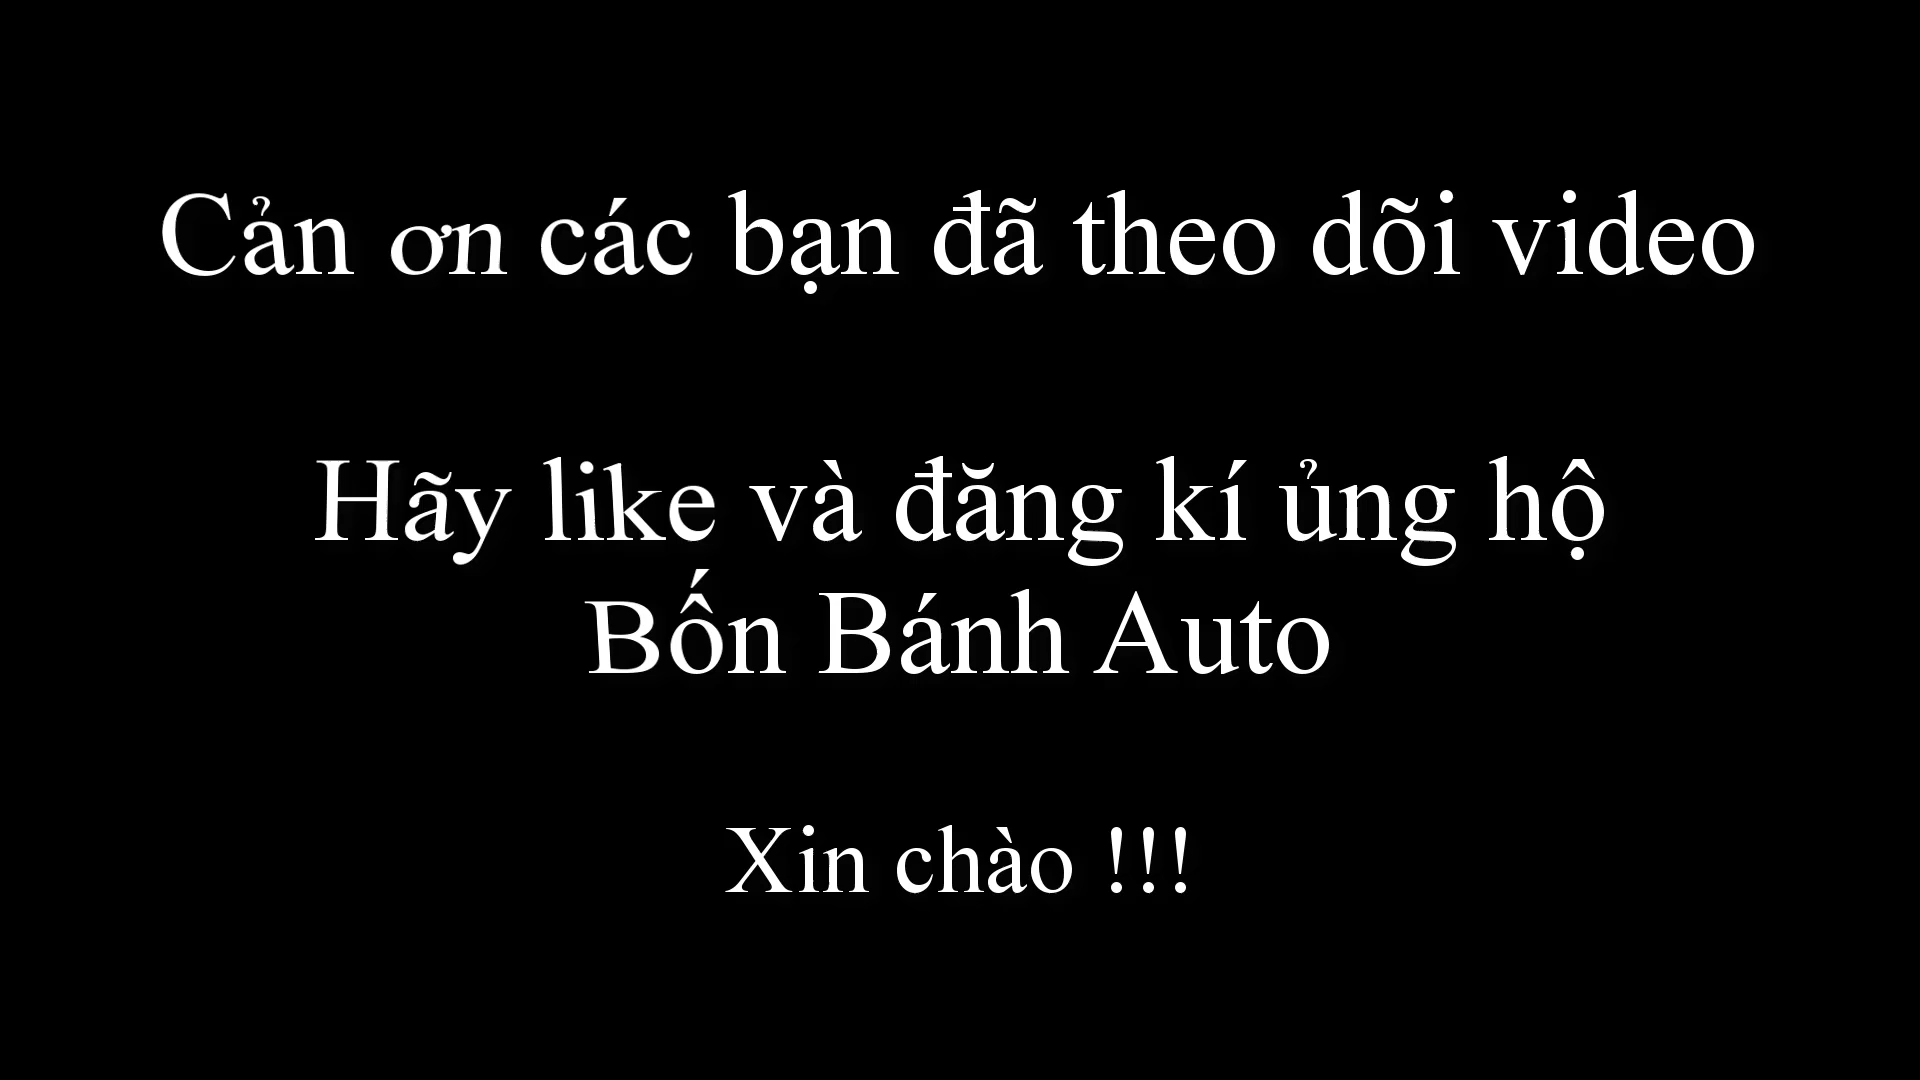 Cản ơn các bạn đã theo dõi video
Hãy like và đăng kí ủng hộ
Bốn Bánh Auto
Xin chào !!!